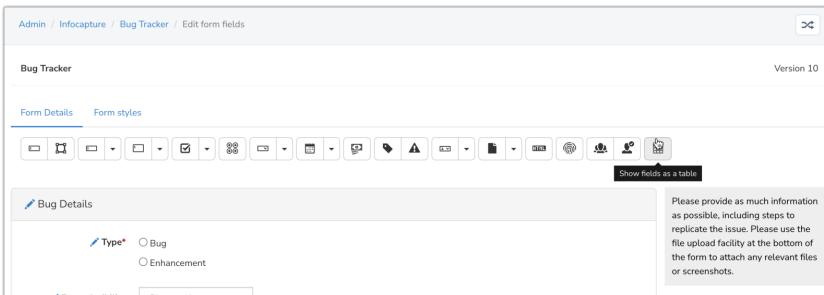 Admin / Infocapture / Bug Tracker / Edit form fields
Bug Tracker
Version 10
Form Details
Form styles
HTML
Show fields as a table
Bug Details
Please provide as much information
as possible, including steps to
replicate the issue. Please use the
file upload facility at the bottom of
the form to attach any relevant files
or screenshots.
Type*
Bug
Enhancement